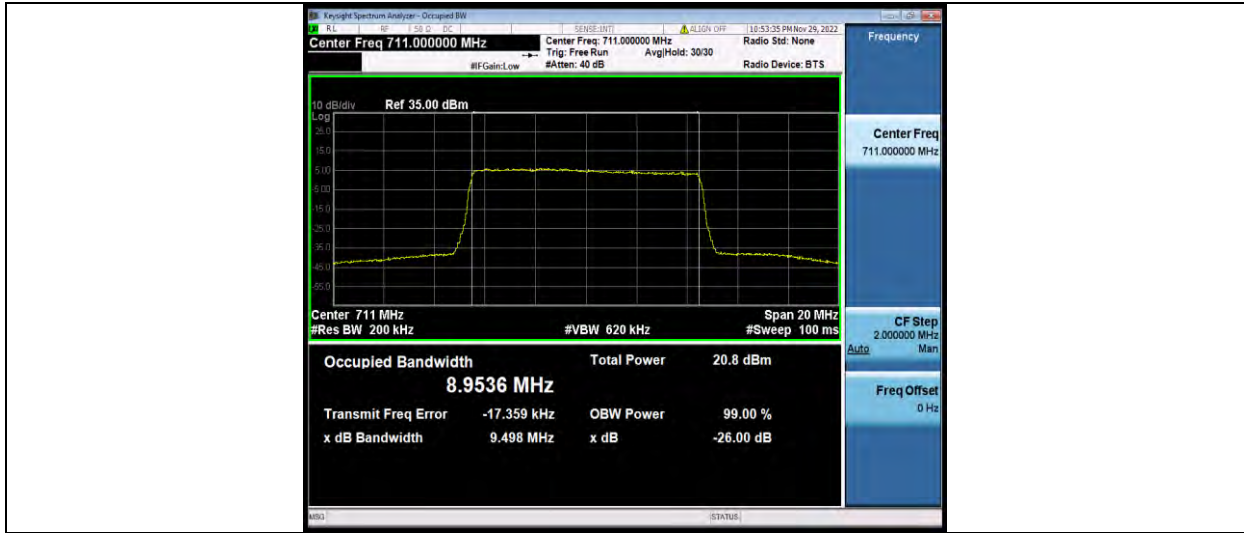 Keysight Spectrum Analyzer - Occupied BW
RL RF 50 Ω DC SENSE:INT ALIGN OFF 10:53:35 PM Nov 29, 2022
Center Freq 711.000000 MHz
Center Freq: 711.000000 MHz
Radio Std: None
Trig: Free Run
Avg|Hold: 30/30
#IFGain:Low
#Atten: 40 dB
Radio Device: BTS
10 dB/div
Ref 35.00 dBm
Log
25.0
15.0
5.00
-5.00
-15.0
-25.0
-35.0
-45.0
-55.0
Center 711 MHz
Span 20 MHz
#Res BW 200 kHz
#VBW 620 kHz
#Sweep 100 ms
Occupied Bandwidth
Total Power 20.8 dBm
8.9536 MHz
Transmit Freq Error -17.359 kHz
OBW Power 99.00 %
x dB Bandwidth 9.498 MHz
x dB -26.00 dB
MSG
STATUS
Frequency
Center Freq
711.000000 MHz
CF Step
2.000000 MHz
Auto Man
Freq Offset
0 Hz